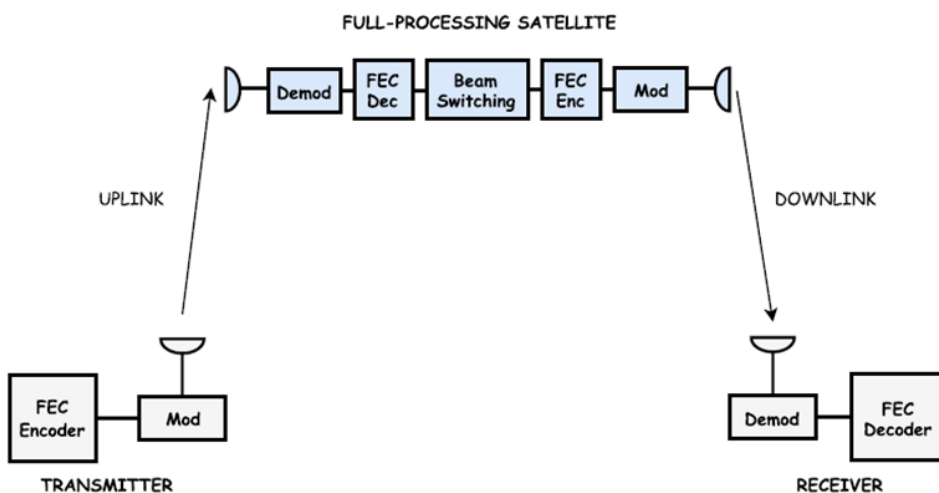 FULL-PROCESSING SATELLITE
Demod
FEC
Dec
Beam
Switching
FEC
Enc
Mod
UPLINK
DOWNLINK
FEC
Encoder
Mod
Demod
FEC
Decoder
TRANSMITTER
RECEIVER